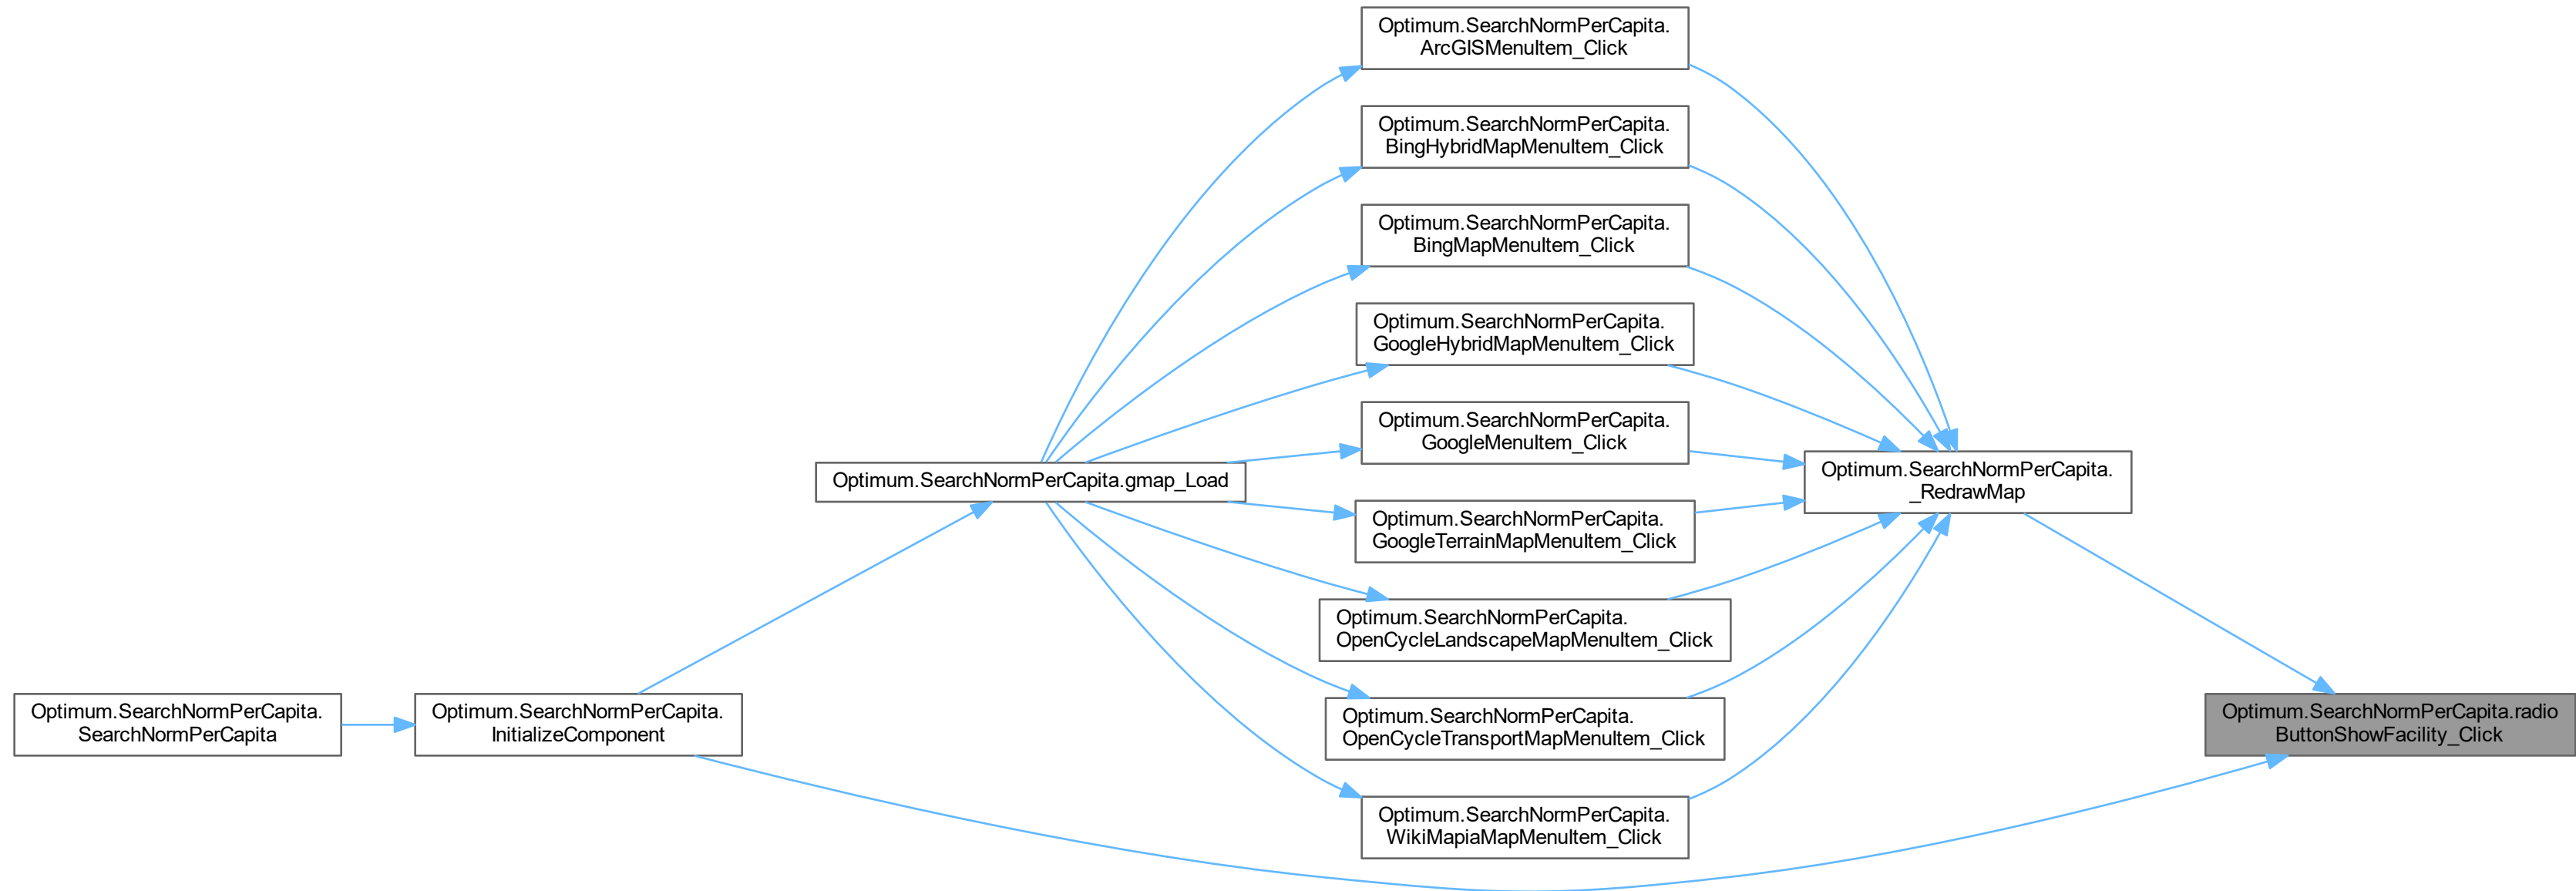 Optimum.SearchNormPerCapita.
ArcGISMenuItem_Click
Optimum.SearchNormPerCapita.
BingHybridMapMenuItem_Click
Optimum.SearchNormPerCapita.
BingMapMenuItem_Click
Optimum.SearchNormPerCapita.
GoogleHybridMapMenuItem_Click
Optimum.SearchNormPerCapita.
GoogleMenuItem_Click
Optimum.SearchNormPerCapita.gmap_Load
Optimum.SearchNormPerCapita.
_RedrawMap
Optimum.SearchNormPerCapita.
GoogleTerrainMapMenuItem_Click
Optimum.SearchNormPerCapita.
OpenCycleLandscapeMapMenuItem_Click
Optimum.SearchNormPerCapita.
SearchNormPerCapita
Optimum.SearchNormPerCapita.
InitializeComponent
Optimum.SearchNormPerCapita.
OpenCycleTransportMapMenuItem_Click
Optimum.SearchNormPerCapita.radio
ButtonShowFacility_Click
Optimum.SearchNormPerCapita.
WikiMapiaMapMenuItem_Click